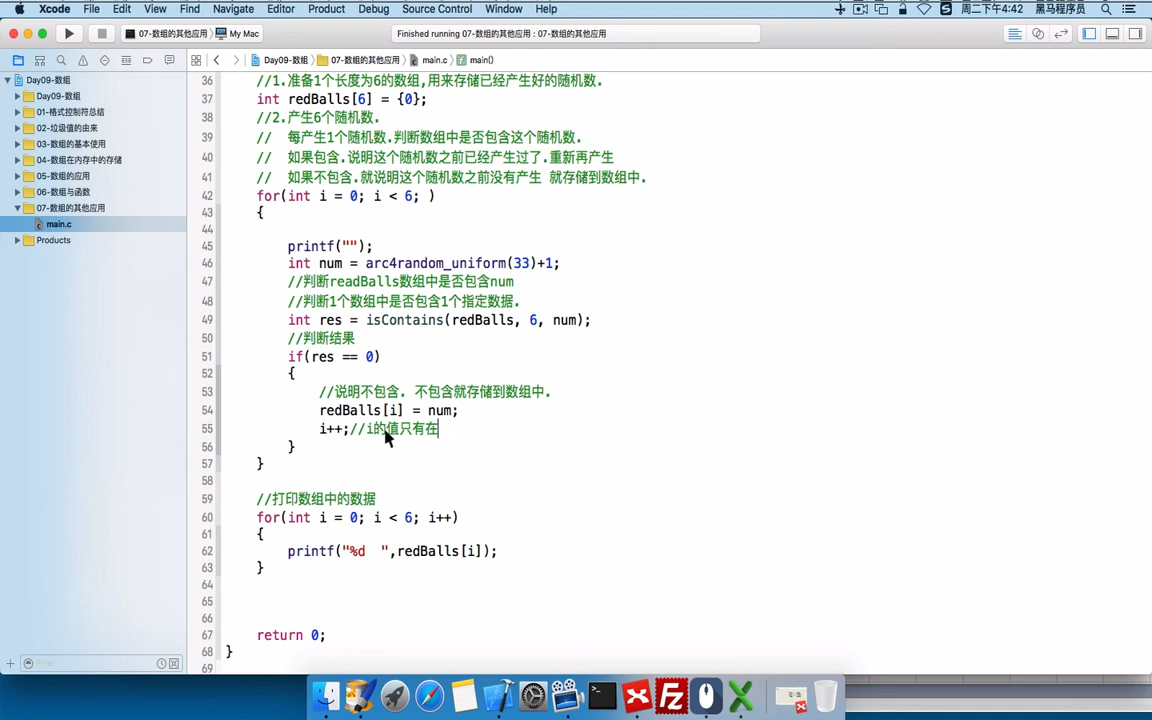 Xcode File Edit View Find Navigate Editor Product Debug Source Control Window Help 周二下午4:42 黑马程序员
07-数组的其他应用 My Mac Finished running 07-数组的其他应用 : 07-数组的其他应用
Day09-数组 07-数组的其他应用 main.c main()
Day09-数组
Day09-数组
01-格式控制符总结
02-垃圾值的由来
03-数组的基本使用
04-数组在内存中的存储
05-数组的应用
06-数组与函数
07-数组的其他应用
main.c
Products
36 //1.准备1个长度为6的数组,用来存储已经产生好的随机数.
37 int redBalls[6] = {0};
38 //2.产生6个随机数.
39 // 每产生1个随机数.判断数组中是否包含这个随机数.
40 // 如果包含.说明这个随机数之前已经产生过了.重新再产生
41 // 如果不包含.就说明这个随机数之前没有产生 就存储到数组中.
42 for(int i = 0; i < 6; )
43 {
44
45 printf("");
46 int num = arc4random_uniform(33)+1;
47 //判断readBalls数组中是否包含num
48 //判断1个数组中是否包含1个指定数据.
49 int res = isContains(redBalls, 6, num);
50 //判断结果
51 if(res == 0)
52 {
53 //说明不包含. 不包含就存储到数组中.
54 redBalls[i] = num;
55 i++;//i的值只有在
56 }
57 }
58
59 //打印数组中的数据
60 for(int i = 0; i < 6; i++)
61 {
62 printf("%d  ",redBalls[i]);
63 }
64
65
66
67 return 0;
68 }
69
Filter